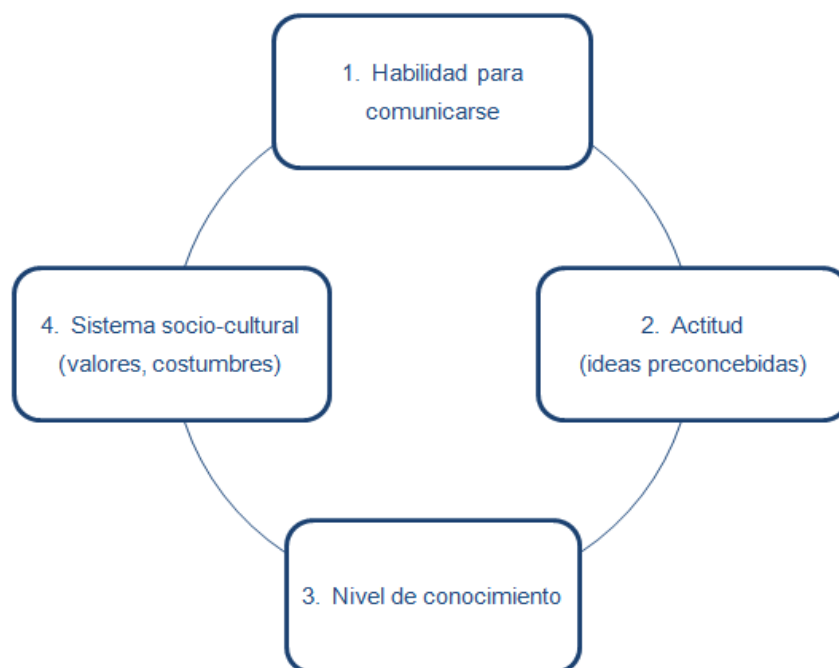 1. Habilidad para
comunicarse
2. Actitud
(ideas preconcebidas)
3. Nivel de conocimiento
4. Sistema socio-cultural
(valores, costumbres)